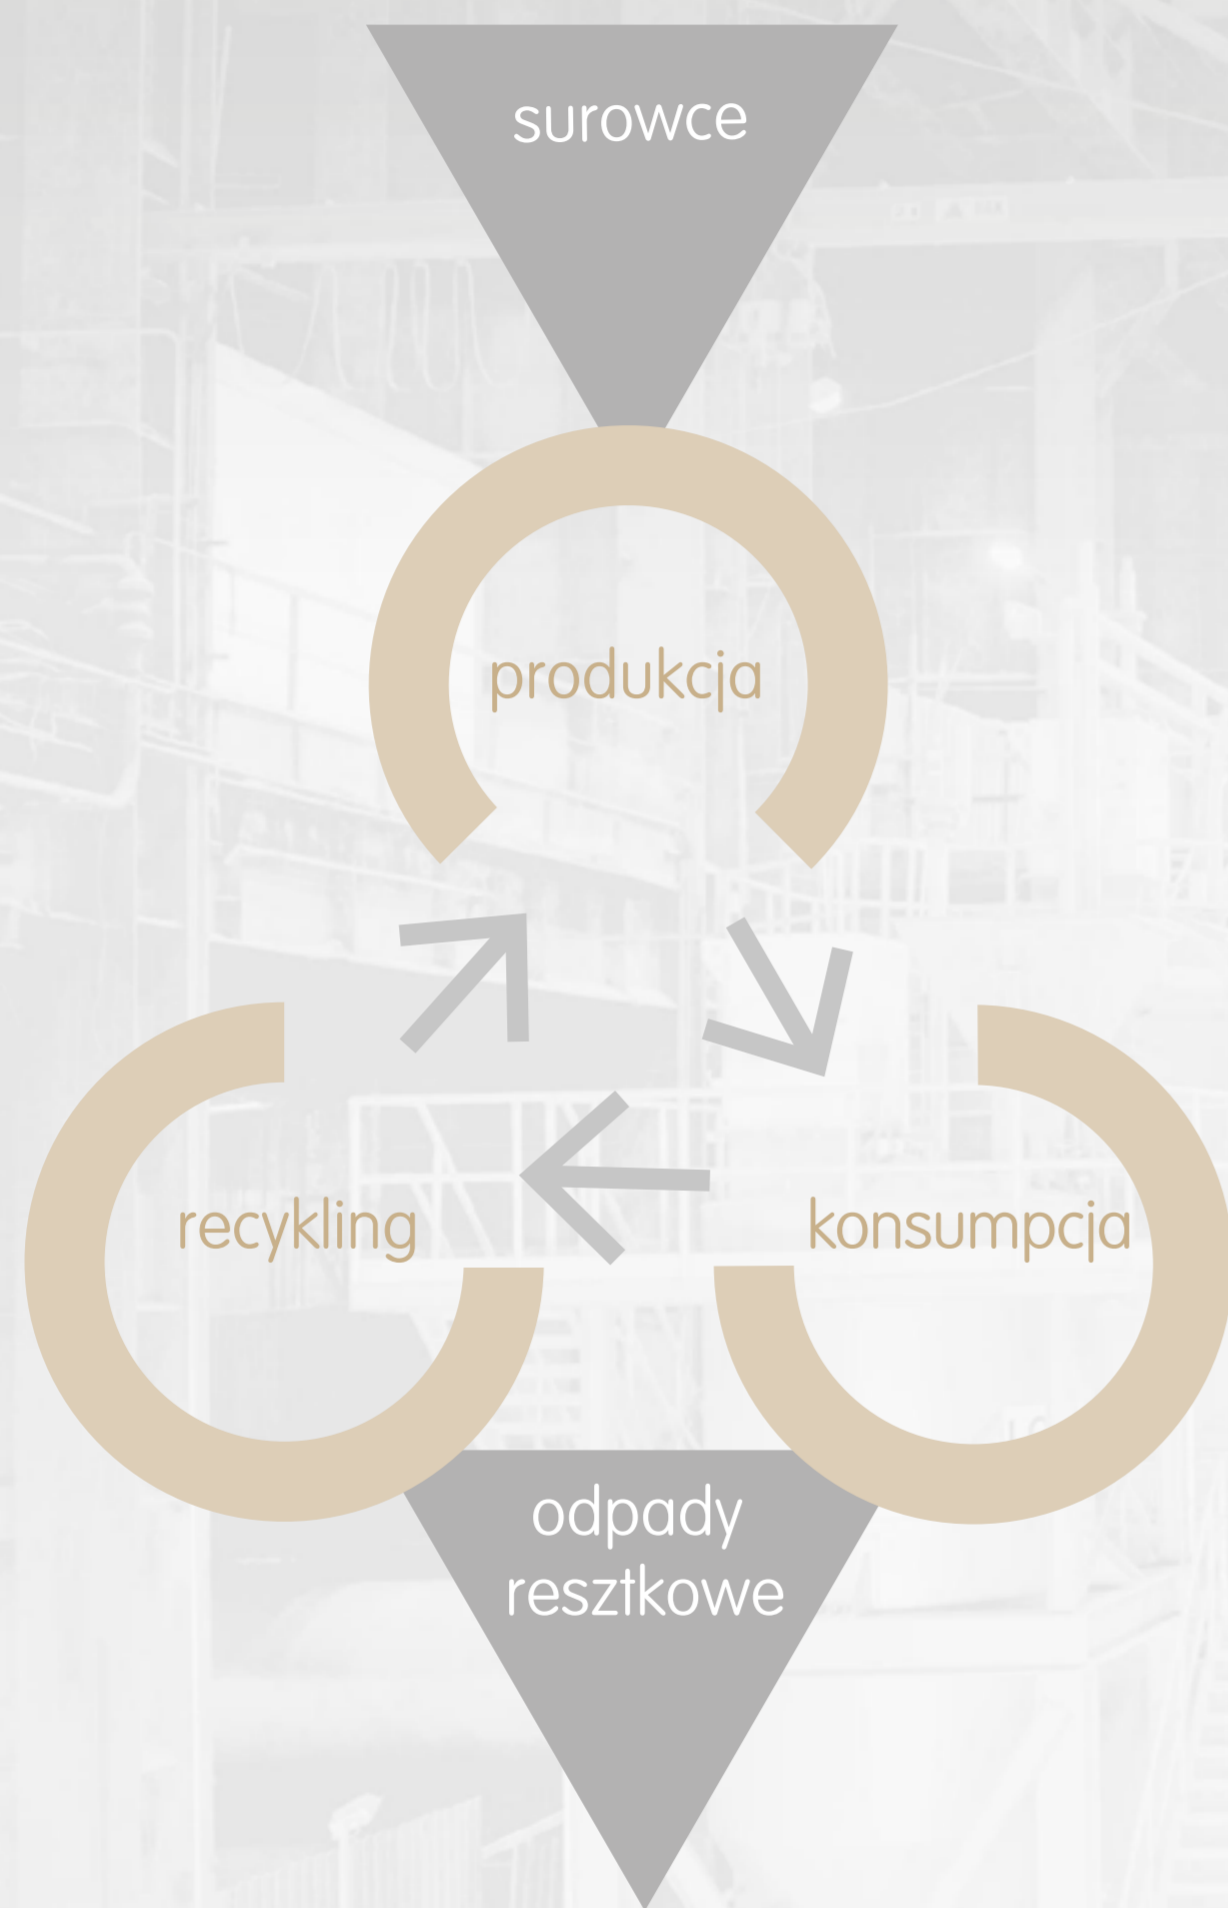 surowce
produkcja
recykling
konsumpcja
odpady
resztkowe